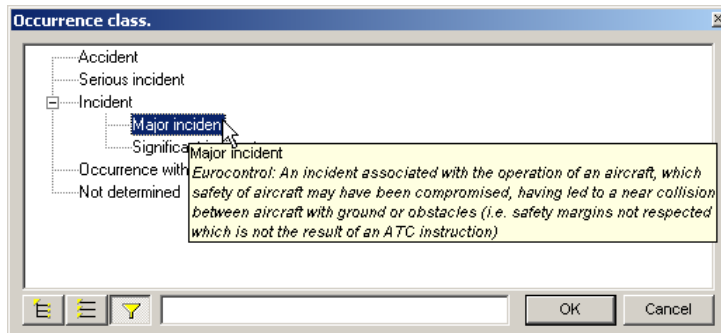 Occurrence class.
Accident
Serious incident
Incident
Major inciden
Significa
Major incident
Occurrence with
Eurocontrol: An incident associated with the operation of an aircraft, which
Not determined
safety of aircraft may have been compromised, having led to a near collision
between aircraft with ground or obstacles (i.e. safety margins not respected
which is not the result of an ATC instruction)
OK
Cancel